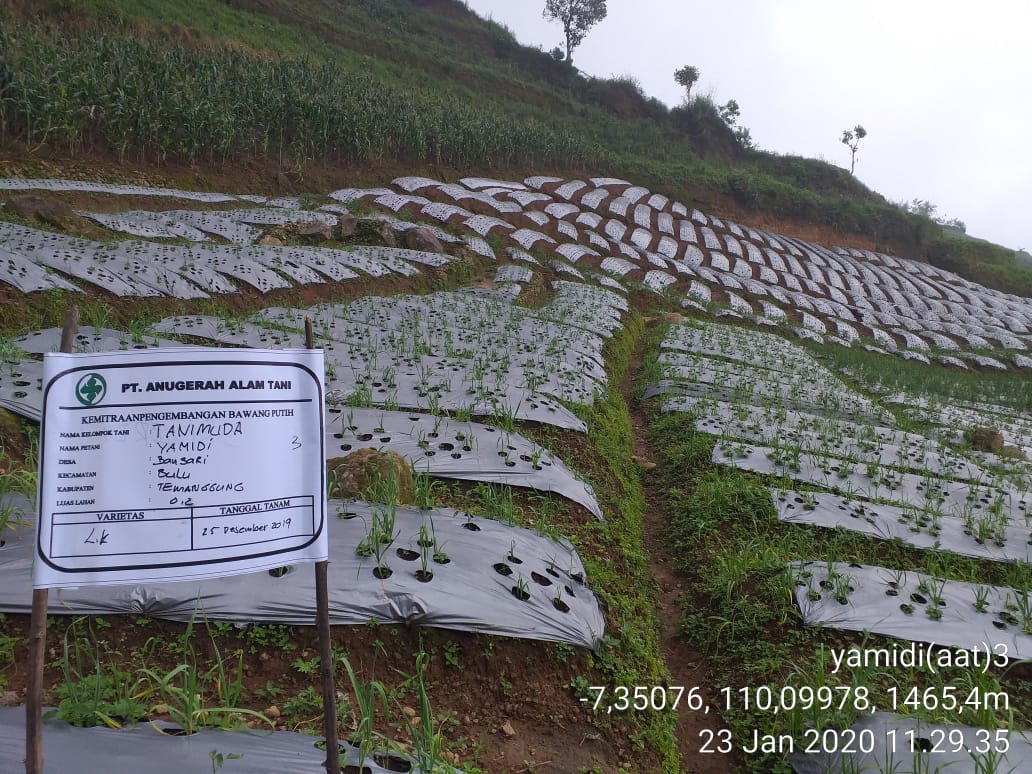 PT. ANUGERAH ALAM TANI
KEMITRAANPENGEMBANGAN BAWANG PUTIH
NAMA KELOMPOK TANI : TANIMUDA
NAMA PETANI : YAMIDI 3
DESA : Bansari
KECAMATAN : BULU
KABUPATEN : TEMANGGUNG
LUAS LAHAN : 0,2
VARIETAS TANGGAL TANAM
L.K 25 Desember 2019
yamidi(aat)3
-7,35076, 110,09978, 1465,4m
23 Jan 2020 11.29.35